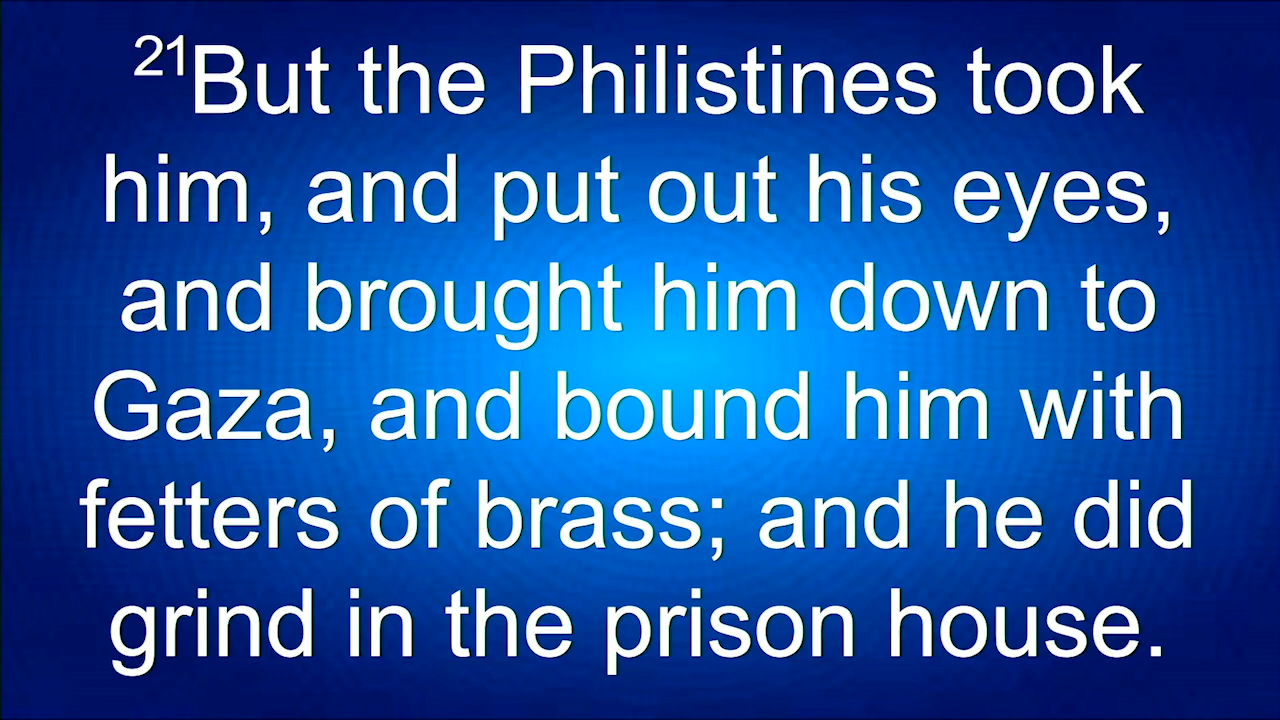 21But the Philistines took
him, and put out his eyes,
and brought him down to
Gaza, and bound him with
fetters of brass; and he did
grind in the prison house.